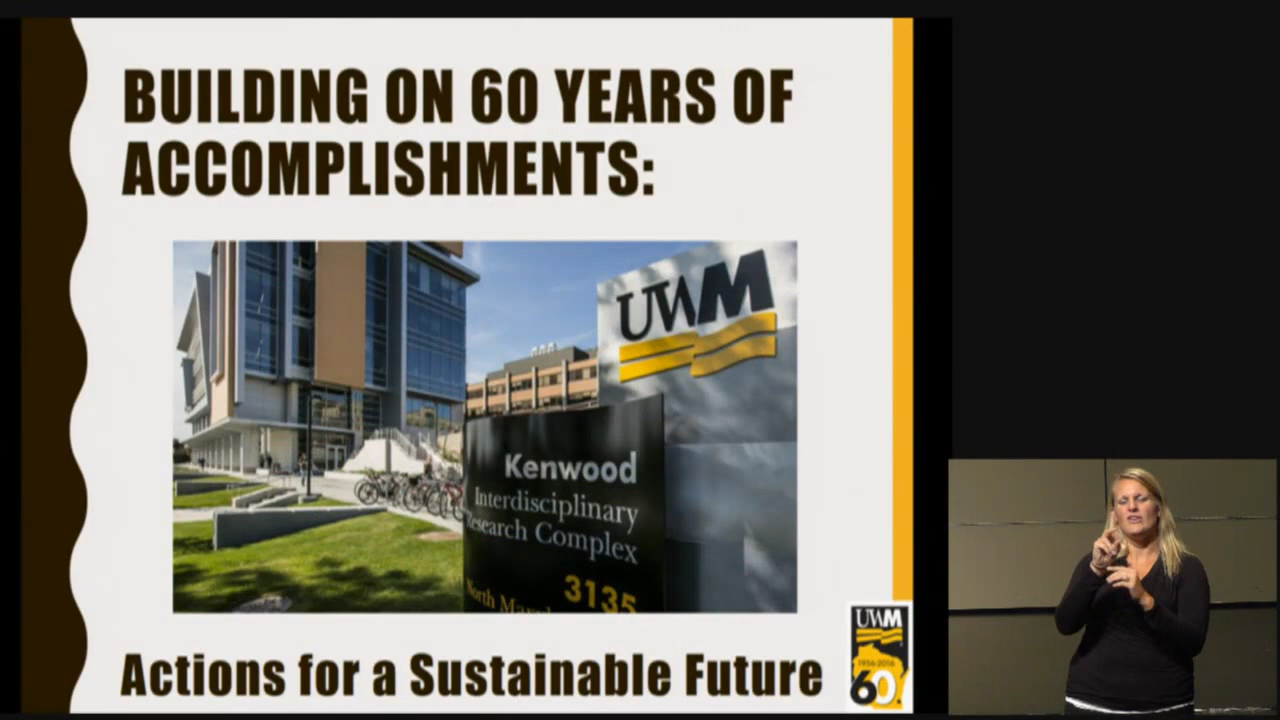 BUILDING ON 60 YEARS OF
ACCOMPLISHMENTS:
UWM
Kenwood
Interdisciplinary
Research Complex
3135
North
Actions for a Sustainable Future
UWM
1956-2016
60